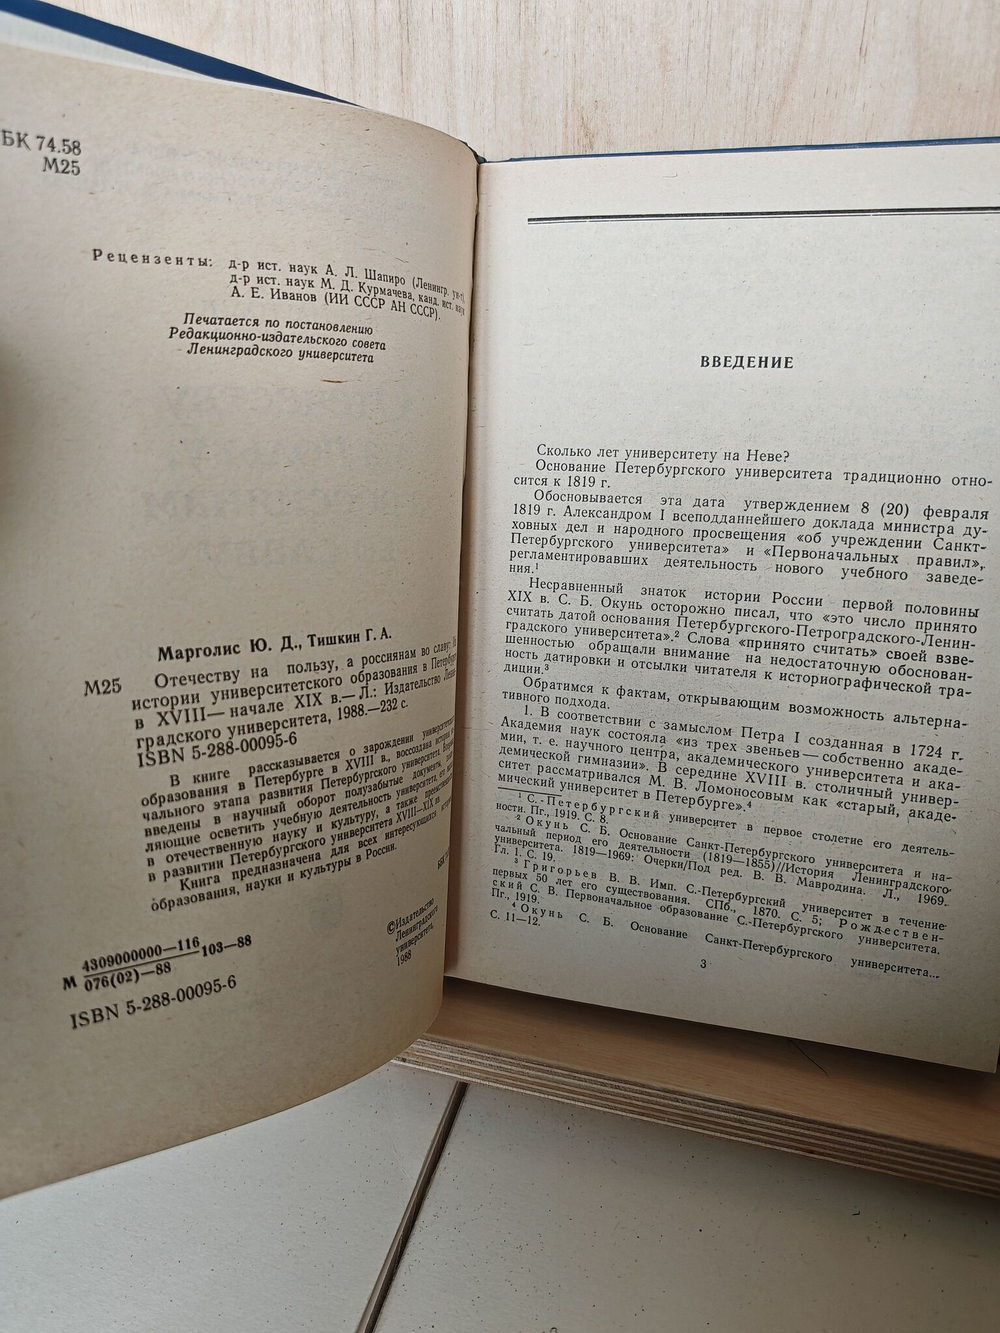 БК 74.58
М25
Рецензенты: д-р ист. наук А. Л. Шапиро (Ленингр. ун-т),
д-р ист. наук М. Д. Курмачева, канд. ист. наук
А. Е. Иванов (ИИ СССР АН СССР).
Печатается по постановлению
Редакционно-издательского совета
Ленинградского университета
Марголис Ю. Д., Тишкин Г. А.
М25 Отечеству на пользу, а россиянам во славу: Из
истории университетского образования в Петербург
в XVIII — начале XIX в.— Л.: Издательство Ленин
градского университета, 1988.—232 с.
ISBN 5-288-00095-6
В книге рассказывается о зарождении университетского
образования в Петербурге в XVIII в., воссоздана история
чального этапа развития Петербургского университета.
введены в научный оборот полузабытые документы,
ляющие осветить учебную деятельность университета, его
в отечественную науку и культуру, а также преемственность
в развитии Петербургского университета XVIII—XIX
Книга предназначена для всех интересующихся
образования, науки и культуры в России.
М 4309000000—116
076(02)—88
103—88
ISBN 5-288-00095-6
©Издательство
Ленинградского
университета,
1988
ВВЕДЕНИЕ
Сколько лет университету на Неве?
Основание Петербургского университета традиционно отно-
сится к 1819 г.
Обосновывается эта дата утверждением 8 (20) февраля
1819 г. Александром I всеподданнейшего доклада министра ду-
ховных дел и народного просвещения «об учреждении Санкт-
Петербургского университета» и «Первоначальных правил»,
регламентировавших деятельность нового учебного заведе-
ния.¹
Несравненный знаток истории России первой половины
XIX в. С. Б. Окунь осторожно писал, что «это число принято
считать датой основания Петербургского-Петроградского-Ленин-
градского университета».² Слова «принято считать» своей взве-
шенностью обращали внимание на недостаточную обоснован-
ность датировки и отсылки читателя к историографической тра-
диции.³
Обратимся к фактам, открывающим возможность альтерна-
тивного подхода.
1. В соответствии с замыслом Петра I созданная в 1724 г.
Академия наук состояла «из трех звеньев — собственно акаде-
мии, т. е. научного центра, академического университета и ака-
демической гимназии». В середине XVIII в. столичный универ-
ситет рассматривался М. В. Ломоносовым как «старый, акаде-
мический университет в Петербурге».⁴
¹ С.-Петербургский университет в первое столетие его деятель-
ности. Пг., 1919. С. 8.
² Окунь С. Б. Основание Санкт-Петербургского университета и на-
чальный период его деятельности (1819—1855)//История Ленинградского
университета. 1819—1969: Очерки/Под ред. В. В. Мавродина. Л., 1969.
Гл. 1. С. 19.
³ Григорьев В. В. Имп. С.-Петербургский университет в течение
первых 50 лет его существования. СПб., 1870. С. 5; Рождествен-
ский С. В. Первоначальное образование С.-Петербургского университета.
Пг., 1919.
⁴ Окунь С. Б. Основание Санкт-Петербургского университета...
С. 11—12.
3